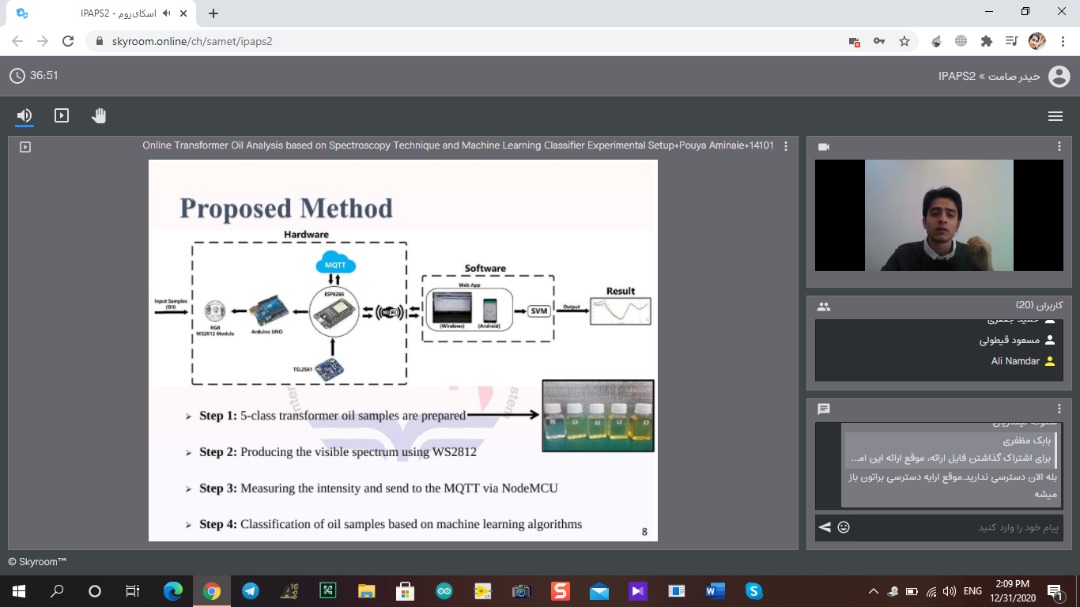 اسکای‌روم - IPAPS2
skyroom.online/ch/samet/ipaps2
36:51
حیدر صامت » IPAPS2
Online Transformer Oil Analysis based on Spectroscopy Technique and Machine Learning Classifier Experimental Setup+Pouya Aminaie+14101
Proposed Method
Hardware
MQTT
Software
ESP8266
Web App
Result
Input Samples
(Oil)
RGB
WS2812 Module
Arduino UNO
(Windows)
(Android)
SVM
Output
TSL2561
Step 1: 5-class transformer oil samples are prepared
Step 2: Producing the visible spectrum using WS2812
Step 3: Measuring the intensity and send to the MQTT via NodeMCU
Step 4: Classification of oil samples based on machine learning algorithms
8
کاربران (20)
مسعود قیطولی
Ali Namdar
بابک مظفری
برای اشتراک گذاشتن فایل ارائه، موقع ارائه این ام...
بله الان دسترسی ندارید.موقع ارایه دسترسی براتون باز
میشه
پیام خود را وارد کنید
© Skyroom™
ENG
2:09 PM
12/31/2020
1